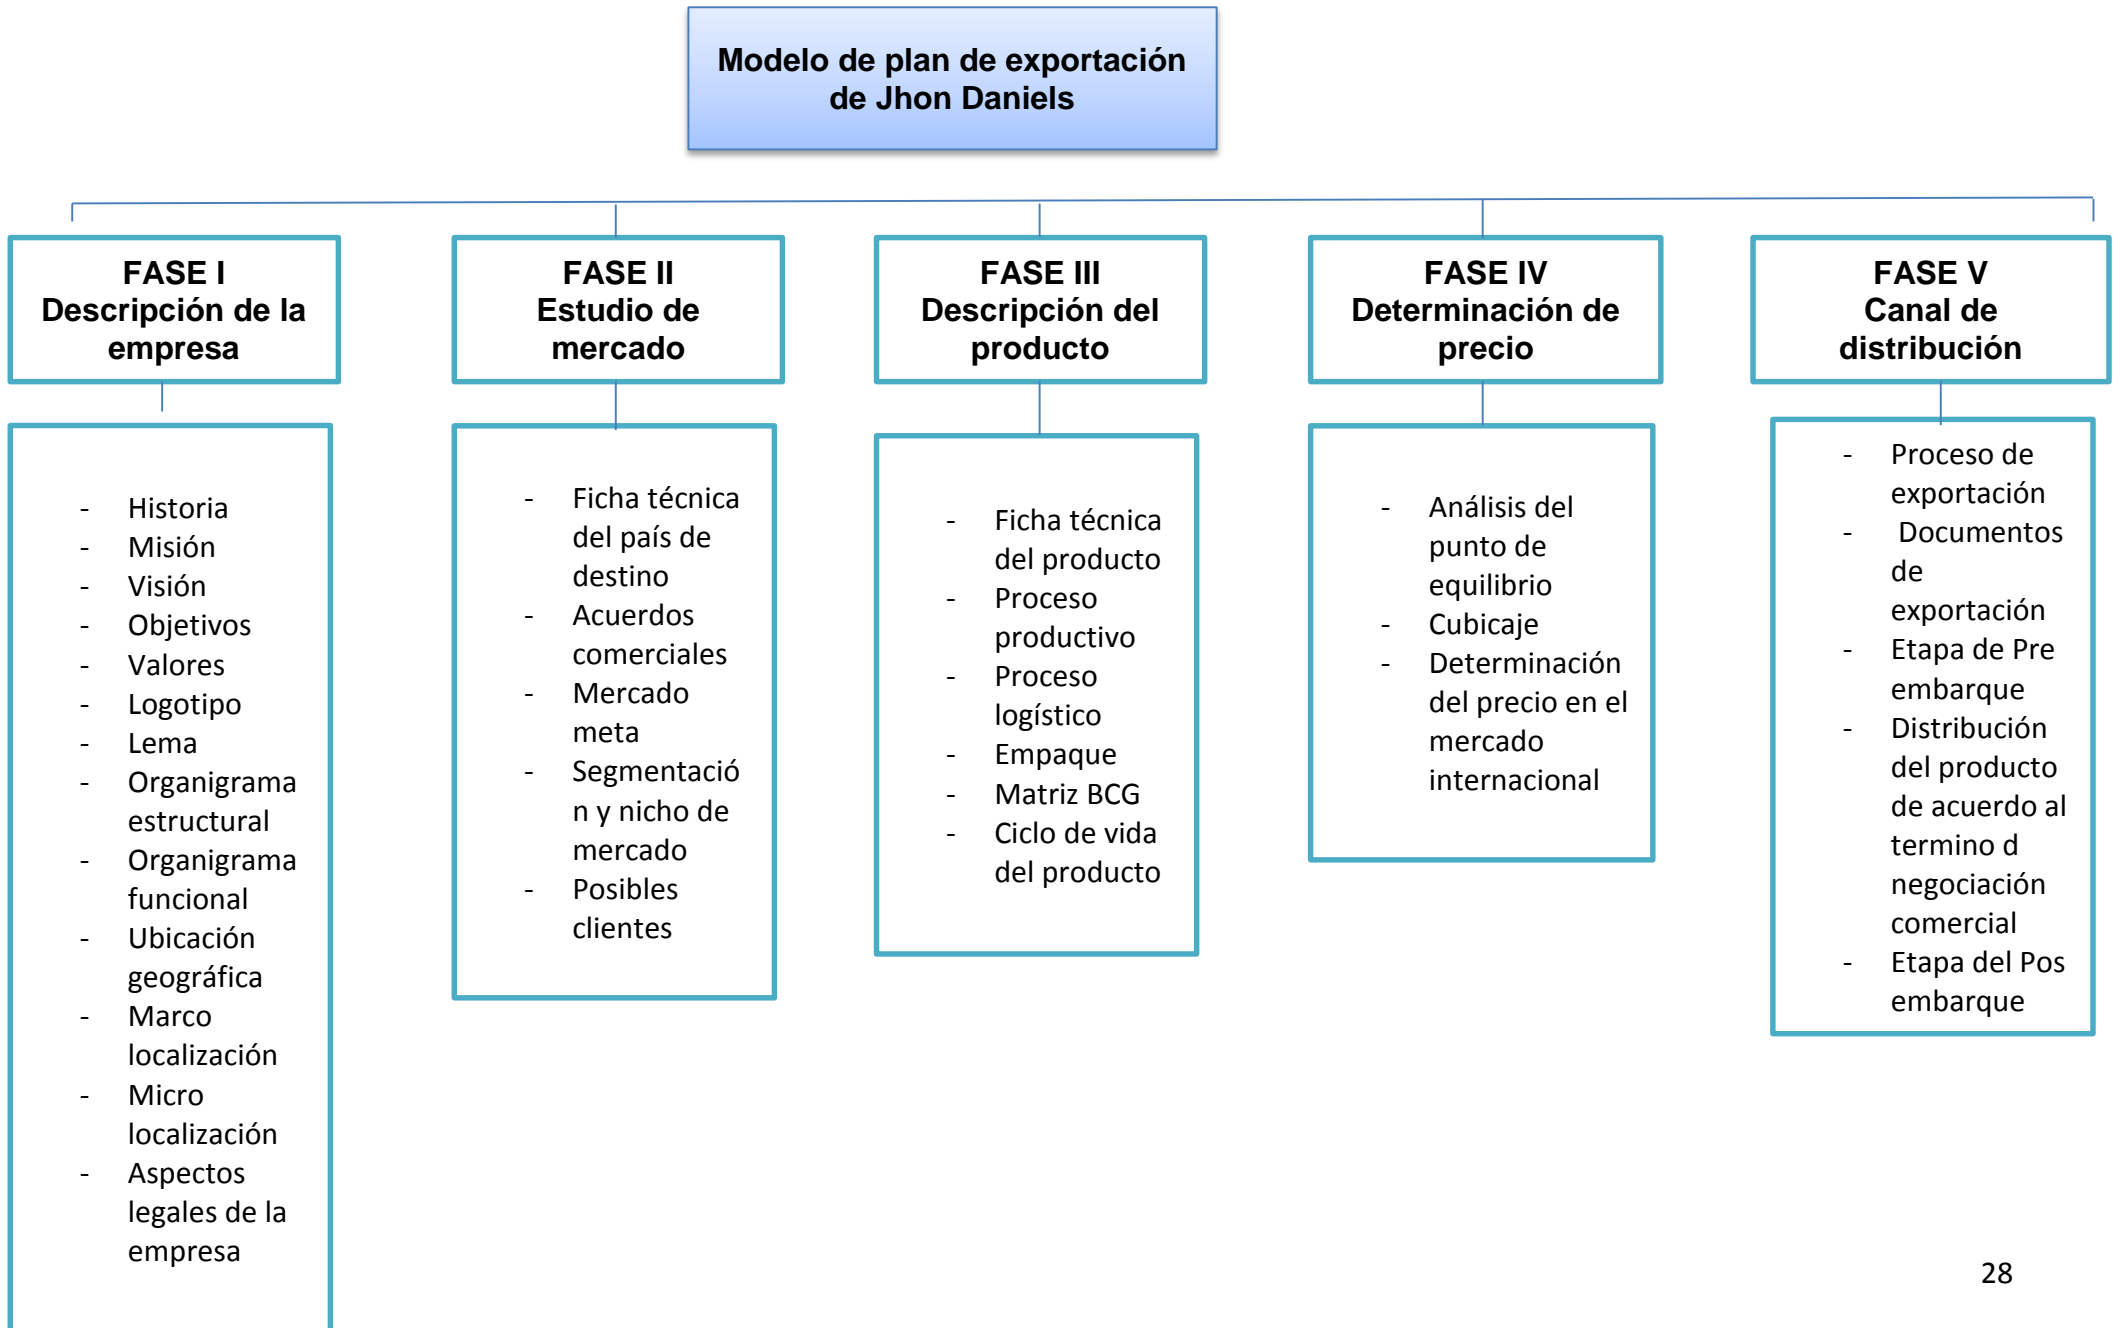 Modelo de plan de exportación
de Jhon Daniels
FASE I
Descripción de la
empresa
- Historia
- Misión
- Visión
- Objetivos
- Valores
- Logotipo
- Lema
- Organigrama
estructural
- Organigrama
funcional
- Ubicación
geográfica
- Marco
localización
- Micro
localización
- Aspectos
legales de la
empresa
FASE II
Estudio de
mercado
- Ficha técnica
del país de
destino
- Acuerdos
comerciales
- Mercado
meta
- Segmentació
n y nicho de
mercado
- Posibles
clientes
FASE III
Descripción del
producto
- Ficha técnica
del producto
- Proceso
productivo
- Proceso
logístico
- Empaque
- Matriz BCG
- Ciclo de vida
del producto
FASE IV
Determinación de
precio
- Análisis del
punto de
equilibrio
- Cubicaje
- Determinación
del precio en el
mercado
internacional
FASE V
Canal de
distribución
- Proceso de
exportación
- Documentos
de
exportación
- Etapa de Pre
embarque
- Distribución
del producto
de acuerdo al
termino d
negociación
comercial
- Etapa del Pos
embarque
28